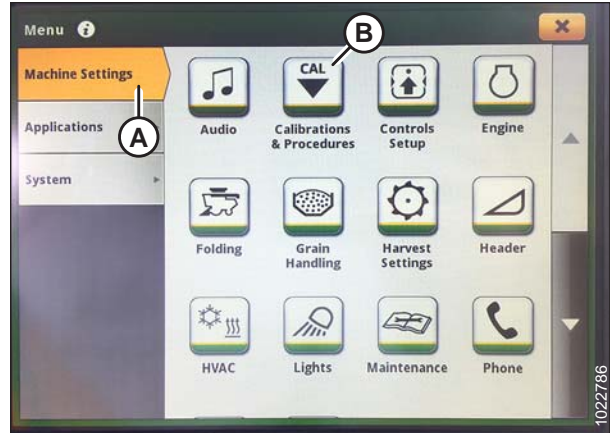 Menu
B
Machine Settings
A
Applications
System
CAL
Audio
Calibrations
& Procedures
Controls
Setup
Engine
Folding
Grain
Handling
Harvest
Settings
Header
HVAC
Lights
Maintenance
Phone
1022786